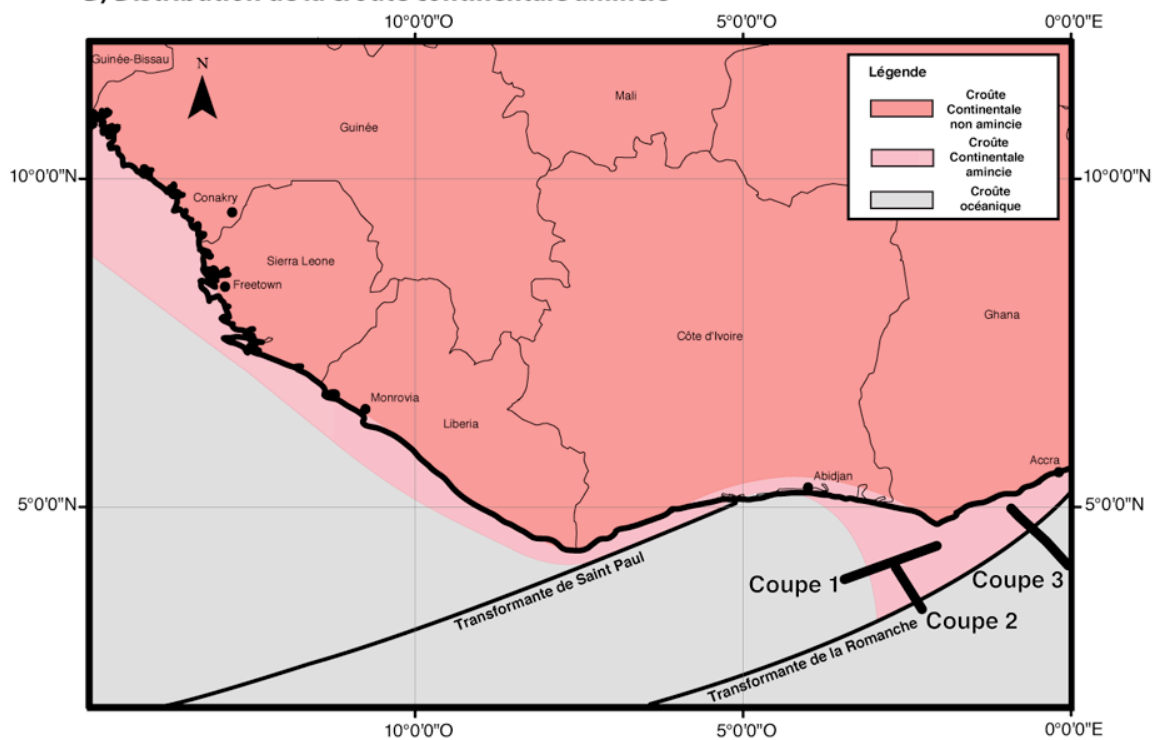 10°0'0"O 5°0'0"O 0°0'0"E
Guinée-Bissau
N
Mali
Guinée
Légende
Croûte
Continentale
non amincie
Croûte
Continentale
amincie
Croûte
océanique
10°0'0"N
10°0'0"N
Conakry
Sierra Leone
Freetown
Ghana
Côte d'Ivoire
Monrovia
Liberia
Accra
Abidjan
5°0'0"N
5°0'0"N
Transformante de Saint Paul
Coupe 1
Coupe 3
Coupe 2
Transformante de la Romanche
10°0'0"O 5°0'0"O 0°0'0"E